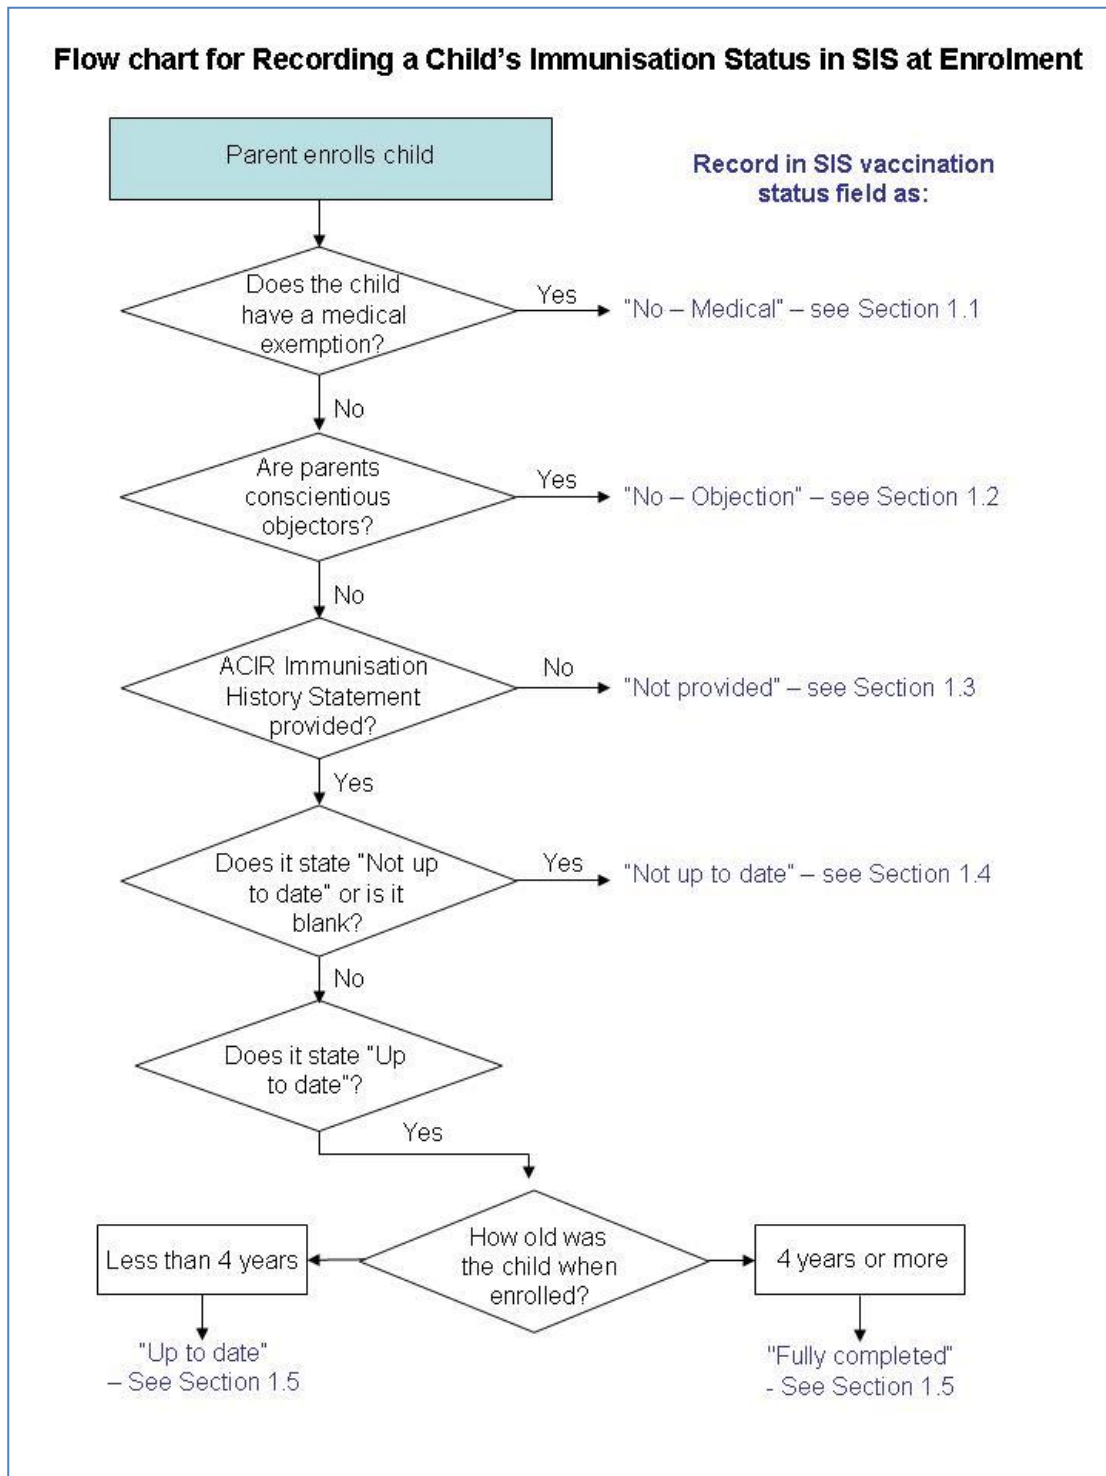 Flow chart for Recording a Child's Immunisation Status in SIS at Enrolment
Parent enrolls child
Record in SIS vaccination
status field as:
Does the child
have a medical
exemption?
Yes
"No – Medical" – see Section 1.1
No
Are parents
conscientious
objectors?
Yes
"No – Objection" – see Section 1.2
No
ACIR Immunisation
History Statement
provided?
No
"Not provided" – see Section 1.3
Yes
Does it state "Not up
to date" or is it
blank?
Yes
"Not up to date" – see Section 1.4
No
Does it state "Up
to date"?
Yes
How old was
the child when
enrolled?
Less than 4 years
4 years or more
"Up to date"
– See Section 1.5
"Fully completed"
- See Section 1.5